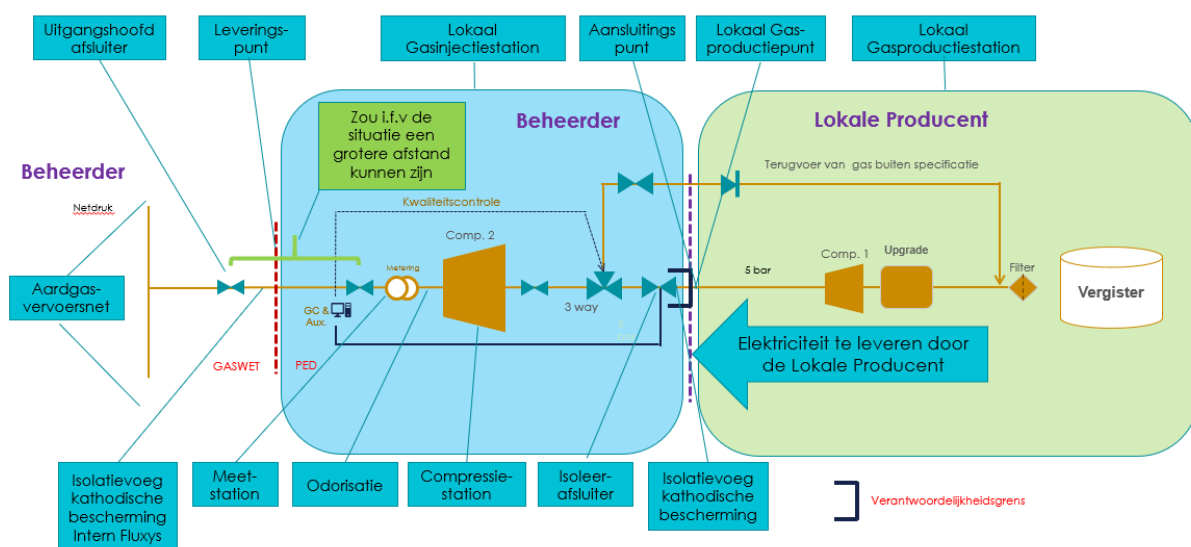 Uitgangshoofd
afsluiter
Leverings-
punt
Lokaal
Gasinjectiestation
Aansluitings
punt
Lokaal Gas-
productiepunt
Lokaal
Gasproductiestation
Zou i.f.v de
situatie een
grotere afstand
kunnen zijn
Beheerder
Lokale Producent
Beheerder
Terugvoer van gas buiten specificatie
Netdruk
Kwaliteitscontrole
Comp. 2
Comp. 1
Upgrade
Metering
5 bar
Filter
Aardgas-
vervoersnet
Vergister
GC &
Aux.
3 way
GASWET
PED
Elektriciteit te leveren door
de Lokale Producent
Isolatievoeg
kathodische
bescherming
Intern Fluxys
Meet-
station
Odorisatie
Compressie-
station
Isoleer-
afsluiter
Isolatievoeg
kathodische
bescherming
Verantwoordelijkheidsgrens